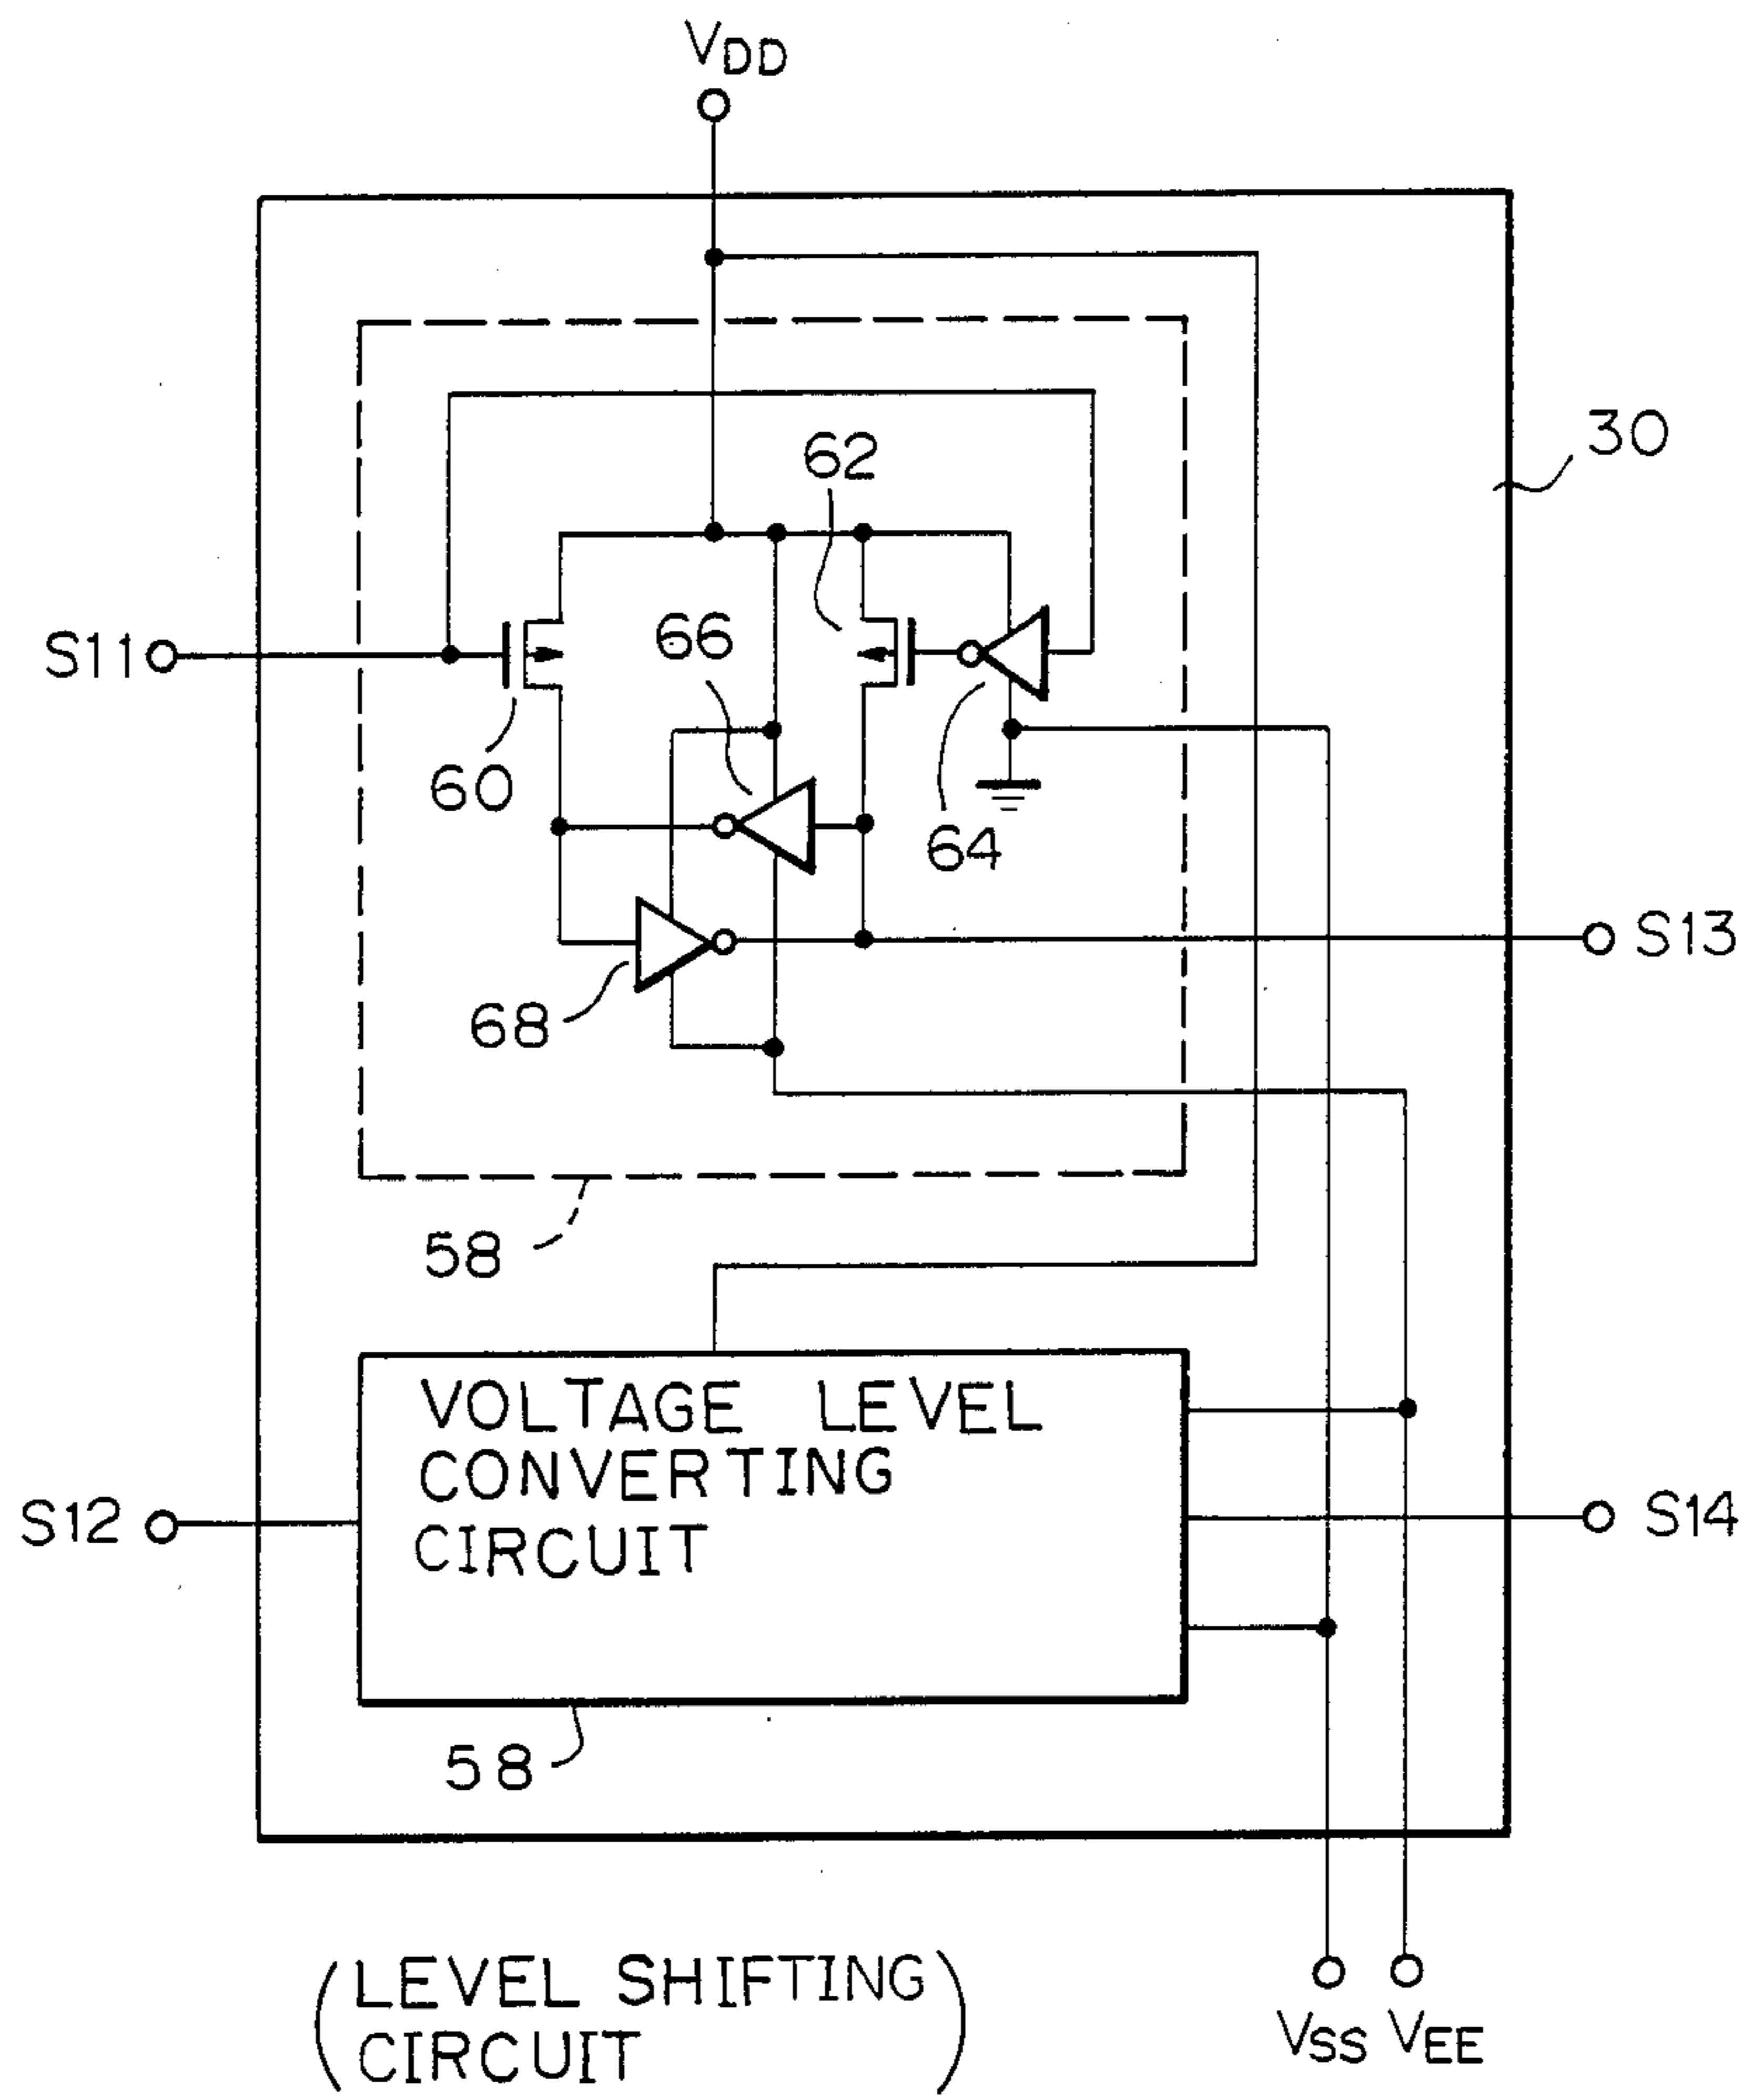 VDD
30
62
66
S11
60
64
S13
68
58
VOLTAGE LEVEL
CONVERTING
CIRCUIT
S12
S14
58
(LEVEL SHIFTING
CIRCUIT)
VSS VEE